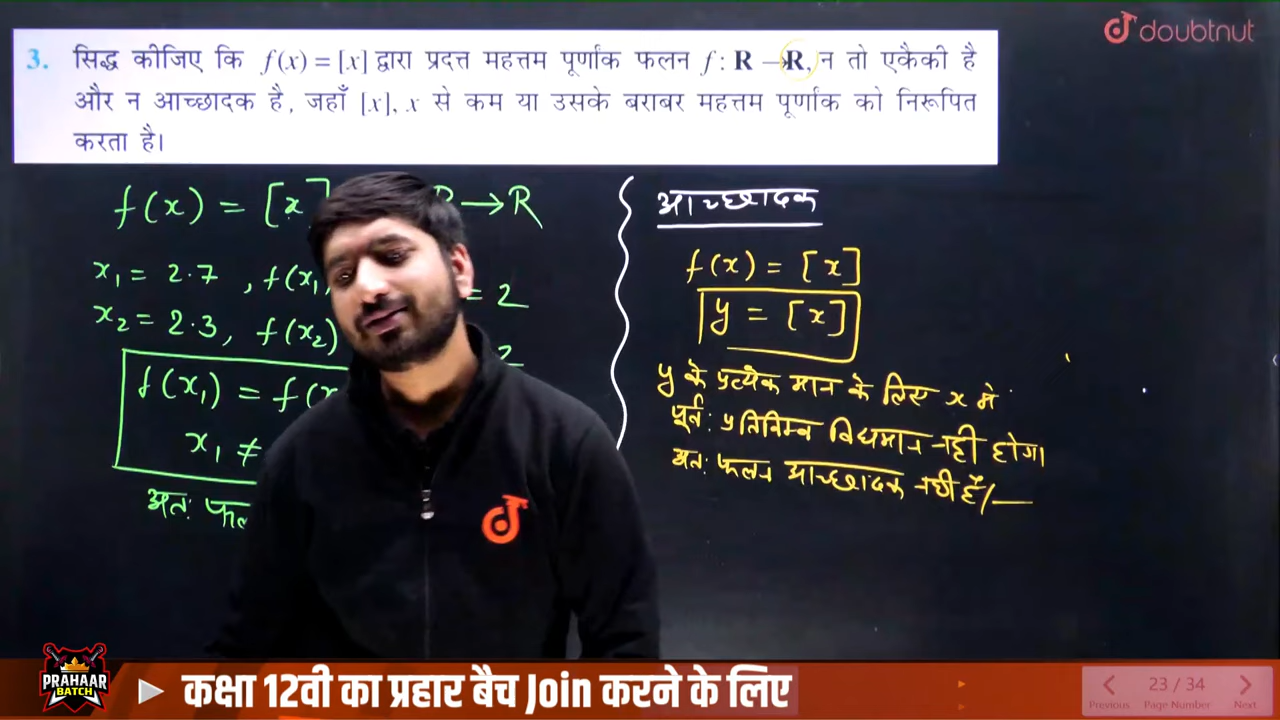 doubtnut
3. सिद्ध कीजिए कि f(x) = [x] द्वारा प्रदत्त महत्तम पूर्णांक फलन f : R → R, न तो एकैकी है
और न आच्छादक है, जहाँ [x], x से कम या उसके बराबर महत्तम पूर्णांक को निरूपित
करता है।
f(x) = [x] R → R
x₁ = 2.7 , f(x₁ = 2
x₂ = 2.3 , f(x₂) 2
f(x₁) = f(x
x₁ ≠
अतः फल
आच्छादक
f(x) = [x]
y = [x]
y के प्रत्येक मान के लिए x मे
पूर्व प्रतिबिम्ब विधमान नही होगा
अतः फलन आच्छादक नही है।
PRAHAAR
BATCH
कक्षा 12वी का प्रहार बैच Join करने के लिए
23 / 34
Previous Page Number Next